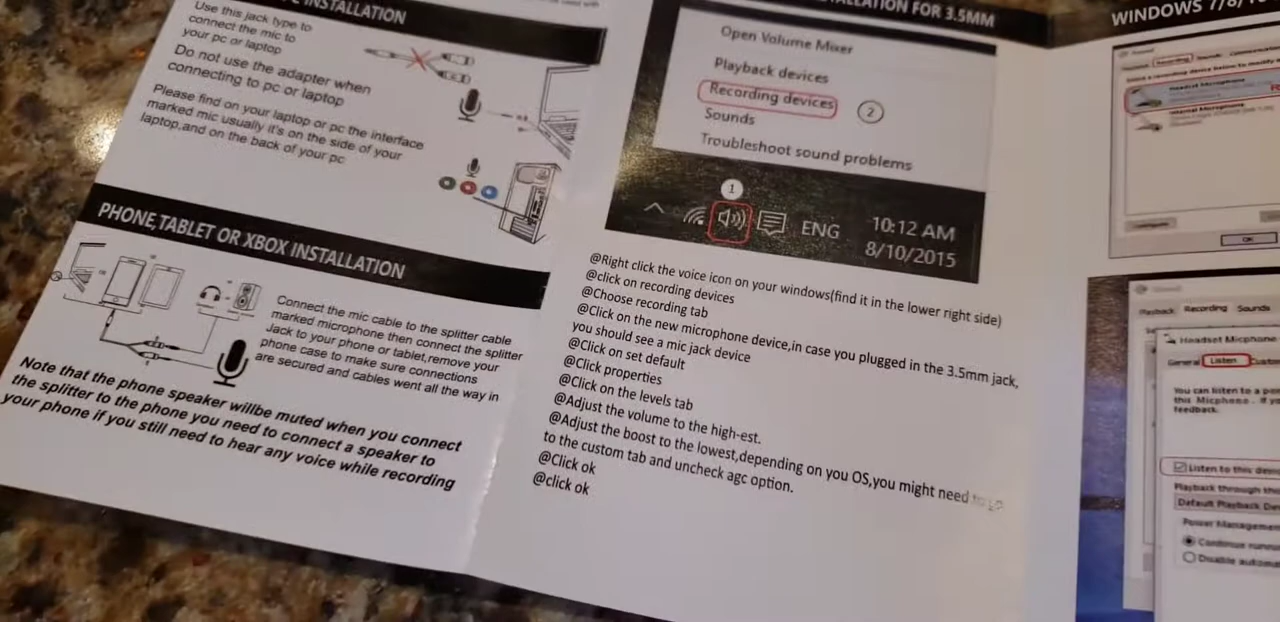 INSTALLATION
Use this jack type to
connect the mic to
your pc or laptop
Do not use the adapter when
connecting to pc or laptop
Please find on your laptop or pc the interface
marked mic usually it's on the side of your
laptop,and on the back of your pc
PHONE,TABLET OR XBOX INSTALLATION
Connect the mic cable to the splitter cable
marked microphone then connect the splitter
Jack to your phone or tablet,remove your
phone case to make sure connections
are secured and cables went all the way in
Note that the phone speaker willbe muted when you connect
the splitter to the phone you need to connect a speaker to
your phone if you still need to hear any voice while recording
FOR 3.5MM
Open Volume Mixer
Playback devices
Recording devices
2
Sounds
Troubleshoot sound problems
1
ENG
10:12 AM
8/10/2015
@Right click the voice icon on your windows(find it in the lower right side)
@click on recording devices
@Choose recording tab
@Click on the new microphone device,in case you plugged in the 3.5mm jack,
you should see a mic jack device
@Click on set default
@Click properties
@Click on the levels tab
@Adjust the volume to the high-est.
@Adjust the boost to the lowest,depending on you OS,you might need
to the custom tab and uncheck agc option.
@Click ok
@click ok
WINDOWS 7/8/
Recording
Headset Microphone
Internal Microphone
OK
Playback Recording Sounds
Headset Micphone
General Listen
You can listen to a
this Micphone. If
feedback.
Listen to this
Playback through
Default Playback
Power Management
Continue
Disable